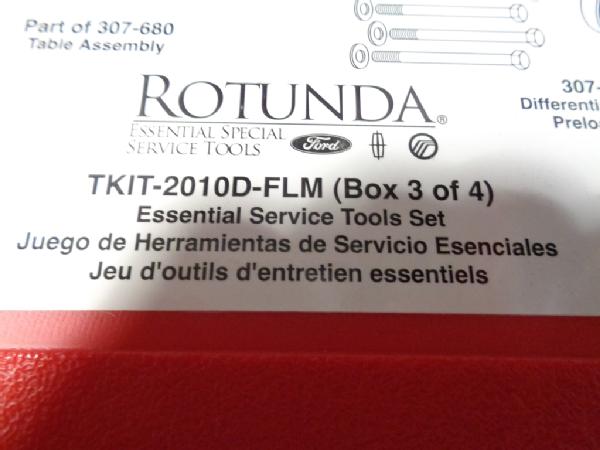 Part of 307-680
Table Assembly
307-
Differenti
Prelo
ROTUNDA®
ESSENTIAL SPECIAL
SERVICE TOOLS
Ford
TKIT-2010D-FLM (Box 3 of 4)
Essential Service Tools Set
Juego de Herramientas de Servicio Esenciales
Jeu d'outils d'entretien essentiels